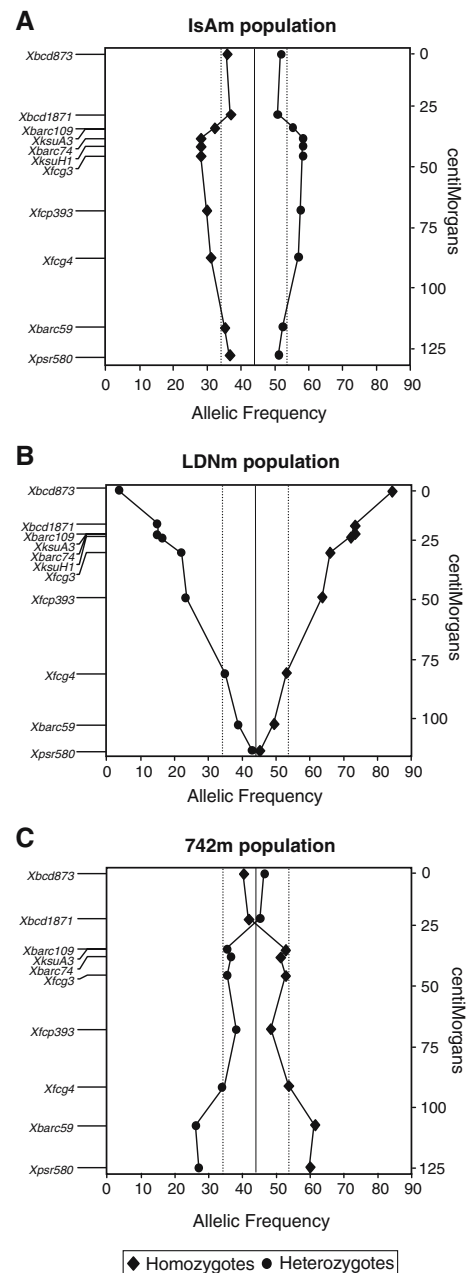 A
IsAm population
Xbcd873
Xbcd1871
Xbarc109
XksuA3
Xbarc74
XksuH1
Xfcg3
Xfcp393
Xfcg4
Xbarc59
Xpsr580
0
25
50
75
100
125
centiMorgans
0 10 20 30 40 50 60 70 80 90
Allelic Frequency
B
LDNm population
Xbcd873
Xbcd1871
Xbarc109
XksuA3
Xbarc74
XksuH1
Xfcg3
Xfcp393
Xfcg4
Xbarc59
Xpsr580
0
25
50
75
100
centiMorgans
0 10 20 30 40 50 60 70 80 90
Allelic Frequency
C
742m population
Xbcd873
Xbcd1871
Xbarc109
XksuA3
Xbarc74
Xfcg3
Xfcp393
Xfcg4
Xbarc59
Xpsr580
0
25
50
75
100
125
centiMorgans
0 10 20 30 40 50 60 70 80 90
Allelic Frequency
Homozygotes Heterozygotes